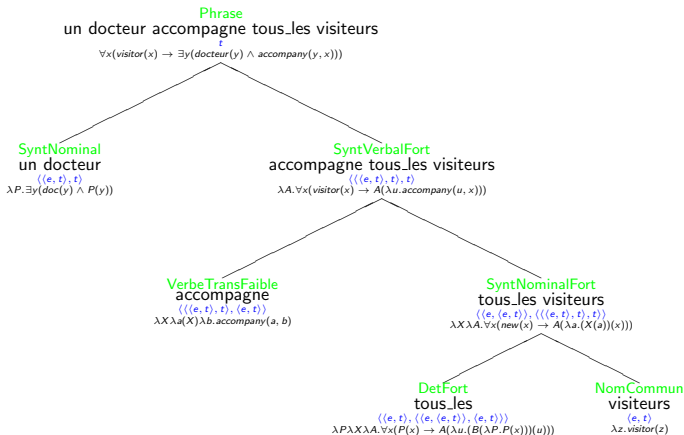 Phrase
un docteur accompagne tous_les visiteurs
t
∀x(visitor(x) → ∃y(docteur(y) ∧ accompany(y, x)))
SyntNominal
un docteur
⟨⟨e, t⟩, t⟩
λP.∃y(doc(y) ∧ P(y))
SyntVerbalFort
accompagne tous_les visiteurs
⟨⟨⟨e, t⟩, t⟩, t⟩
λA.∀x(visitor(x) → A(λu.accompany(u, x)))
VerbeTransFaible
accompagne
⟨⟨⟨e, t⟩, t⟩, ⟨e, t⟩⟩
λXλa(X)λb.accompany(a, b)
SyntNominalFort
tous_les visiteurs
⟨⟨e, ⟨e, t⟩⟩, ⟨⟨⟨e, t⟩, t⟩, t⟩⟩
λXλA.∀x(new(x) → A(λa.(X(a))(x)))
DetFort
tous_les
⟨⟨e, t⟩, ⟨⟨e, ⟨e, t⟩⟩, ⟨e, t⟩⟩⟩
λPλXλA.∀x(P(x) → A(λu.(B(λP.P(x)))(u)))
NomCommun
visiteurs
⟨e, t⟩
λz.visitor(z)